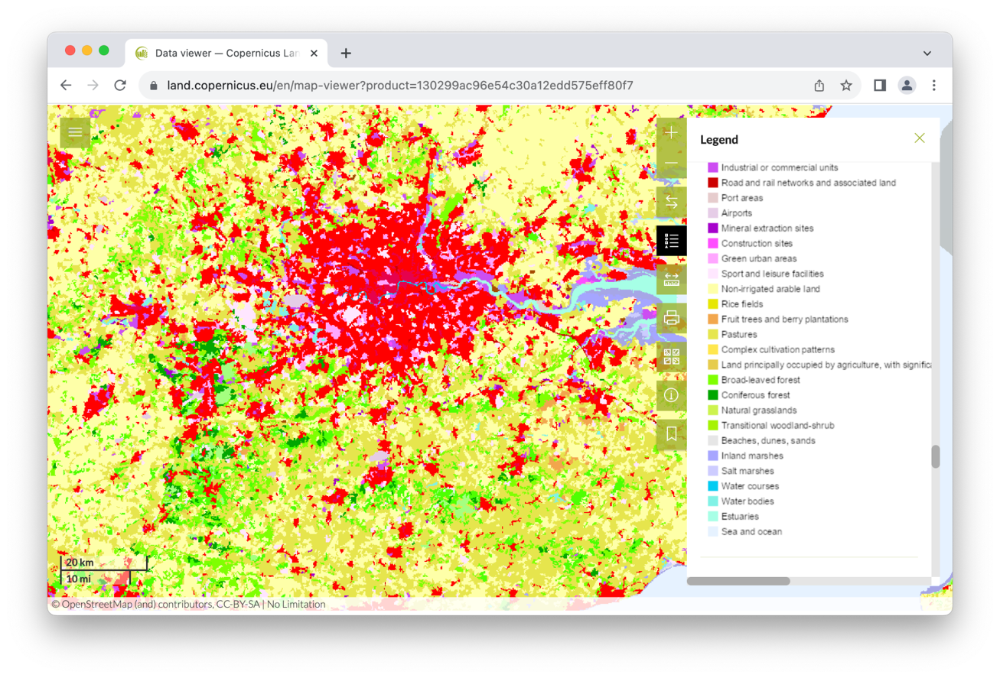 Data viewer — Copernicus Lan
land.copernicus.eu/en/map-viewer?product=130299ac96e54c30a12edd575eff80f7
Legend
Industrial or commercial units
Road and rail networks and associated land
Port areas
Airports
Mineral extraction sites
Construction sites
Green urban areas
Sport and leisure facilities
Non-irrigated arable land
Rice fields
Fruit trees and berry plantations
Pastures
Complex cultivation patterns
Land principally occupied by agriculture, with significa
Broad-leaved forest
Coniferous forest
Natural grasslands
Transitional woodland-shrub
Beaches, dunes, sands
Inland marshes
Salt marshes
Water courses
Water bodies
Estuaries
Sea and ocean
20 km
10 mi
© OpenStreetMap (and) contributors, CC-BY-SA | No Limitation